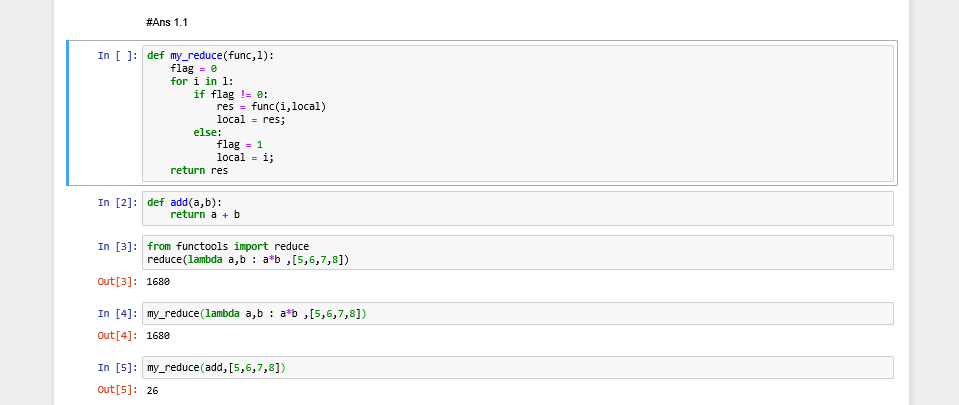 #Ans 1.1
In [ ]: def my_reduce(func,l):
    flag = 0
    for i in l:
        if flag != 0:
            res = func(i,local)
            local = res;
        else:
            flag = 1
            local = i;
    return res
In [2]: def add(a,b):
    return a + b
In [3]: from functools import reduce
reduce(lambda a,b : a*b ,[5,6,7,8])
Out[3]: 1680
In [4]: my_reduce(lambda a,b : a*b ,[5,6,7,8])
Out[4]: 1680
In [5]: my_reduce(add,[5,6,7,8])
Out[5]: 26